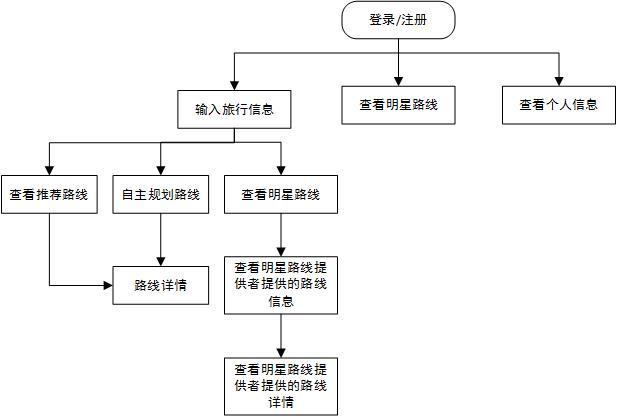 登录/注册
输入旅行信息
查看明星路线
查看个人信息
查看推荐路线
自主规划路线
查看明星路线
路线详情
查看明星路线提
供者提供的路线
信息
查看明星路线提
供者提供的路线
详情